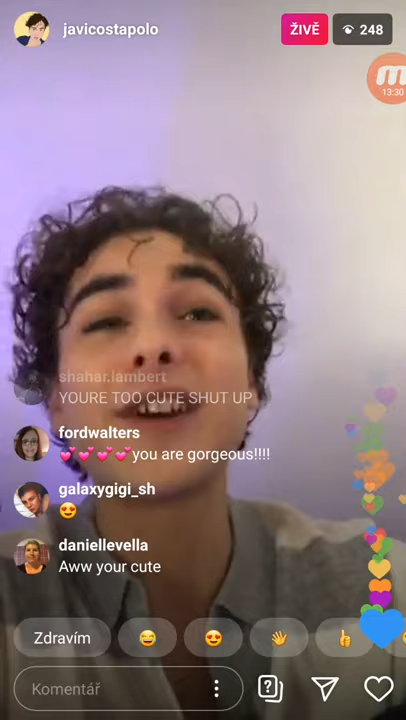 javicostapolo
ŽIVĚ
248
13:30
shahar.lambert
YOURE TOO CUTE SHUT UP
fordwalters
💕💕💕💕you are gorgeous!!!!
galaxygigi_sh
😍
daniellevella
Aww your cute
Zdravím 😂 😍 👋 👍
Komentář